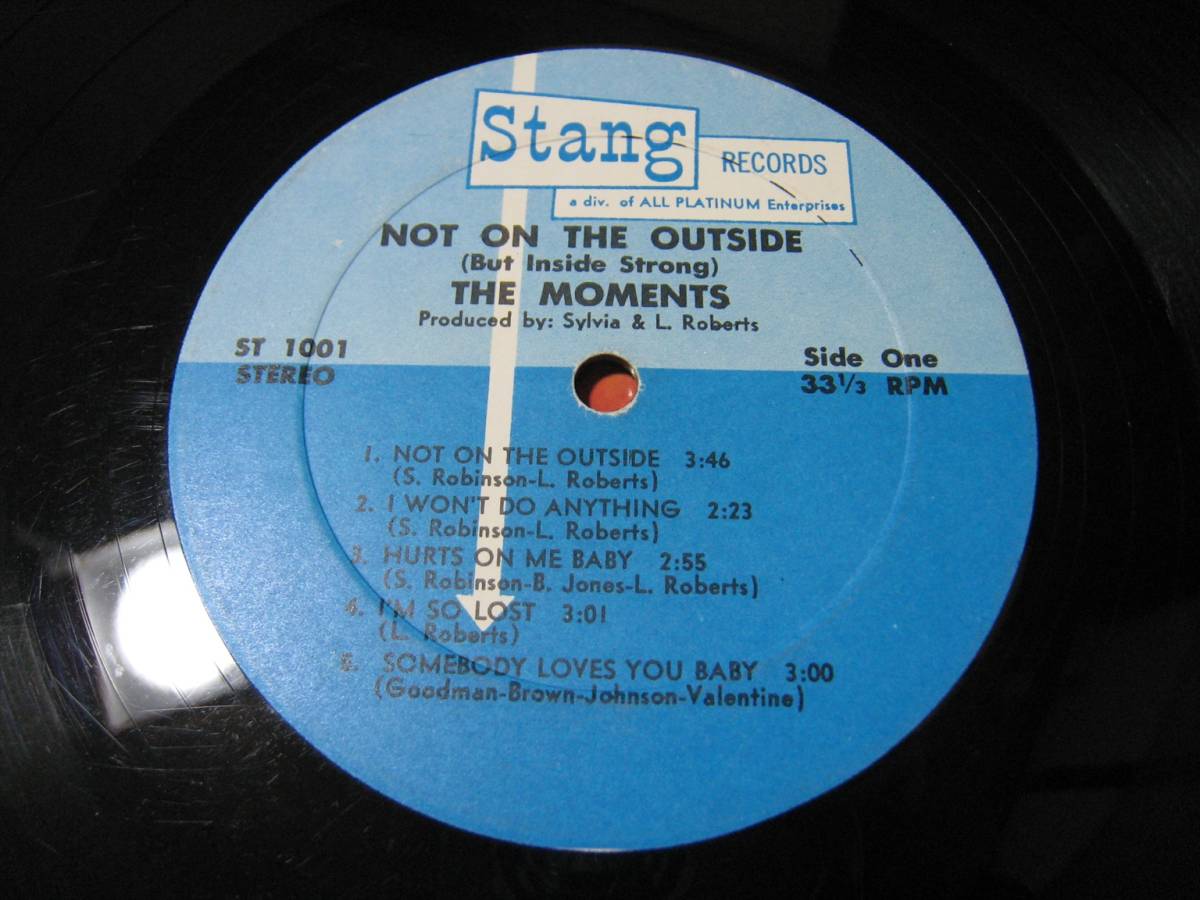 Stang
RECORDS
a div. of ALL PLATINUM Enterprises
NOT ON THE OUTSIDE
(But Inside Strong)
THE MOMENTS
Produced by: Sylvia & L. Roberts
ST 1001
STEREO
Side One
33 1/3 RPM
1. NOT ON THE OUTSIDE 3:46
(S. Robinson-L. Roberts)
2. I WON'T DO ANYTHING 2:23
(S. Robinson-L. Roberts)
3. HURTS ON ME BABY 2:55
(S. Robinson-B. Jones-L. Roberts)
4. I'M SO LOST 3:01
(L. Roberts)
5. SOMEBODY LOVES YOU BABY 3:00
(Goodman-Brown-Johnson-Valentine)